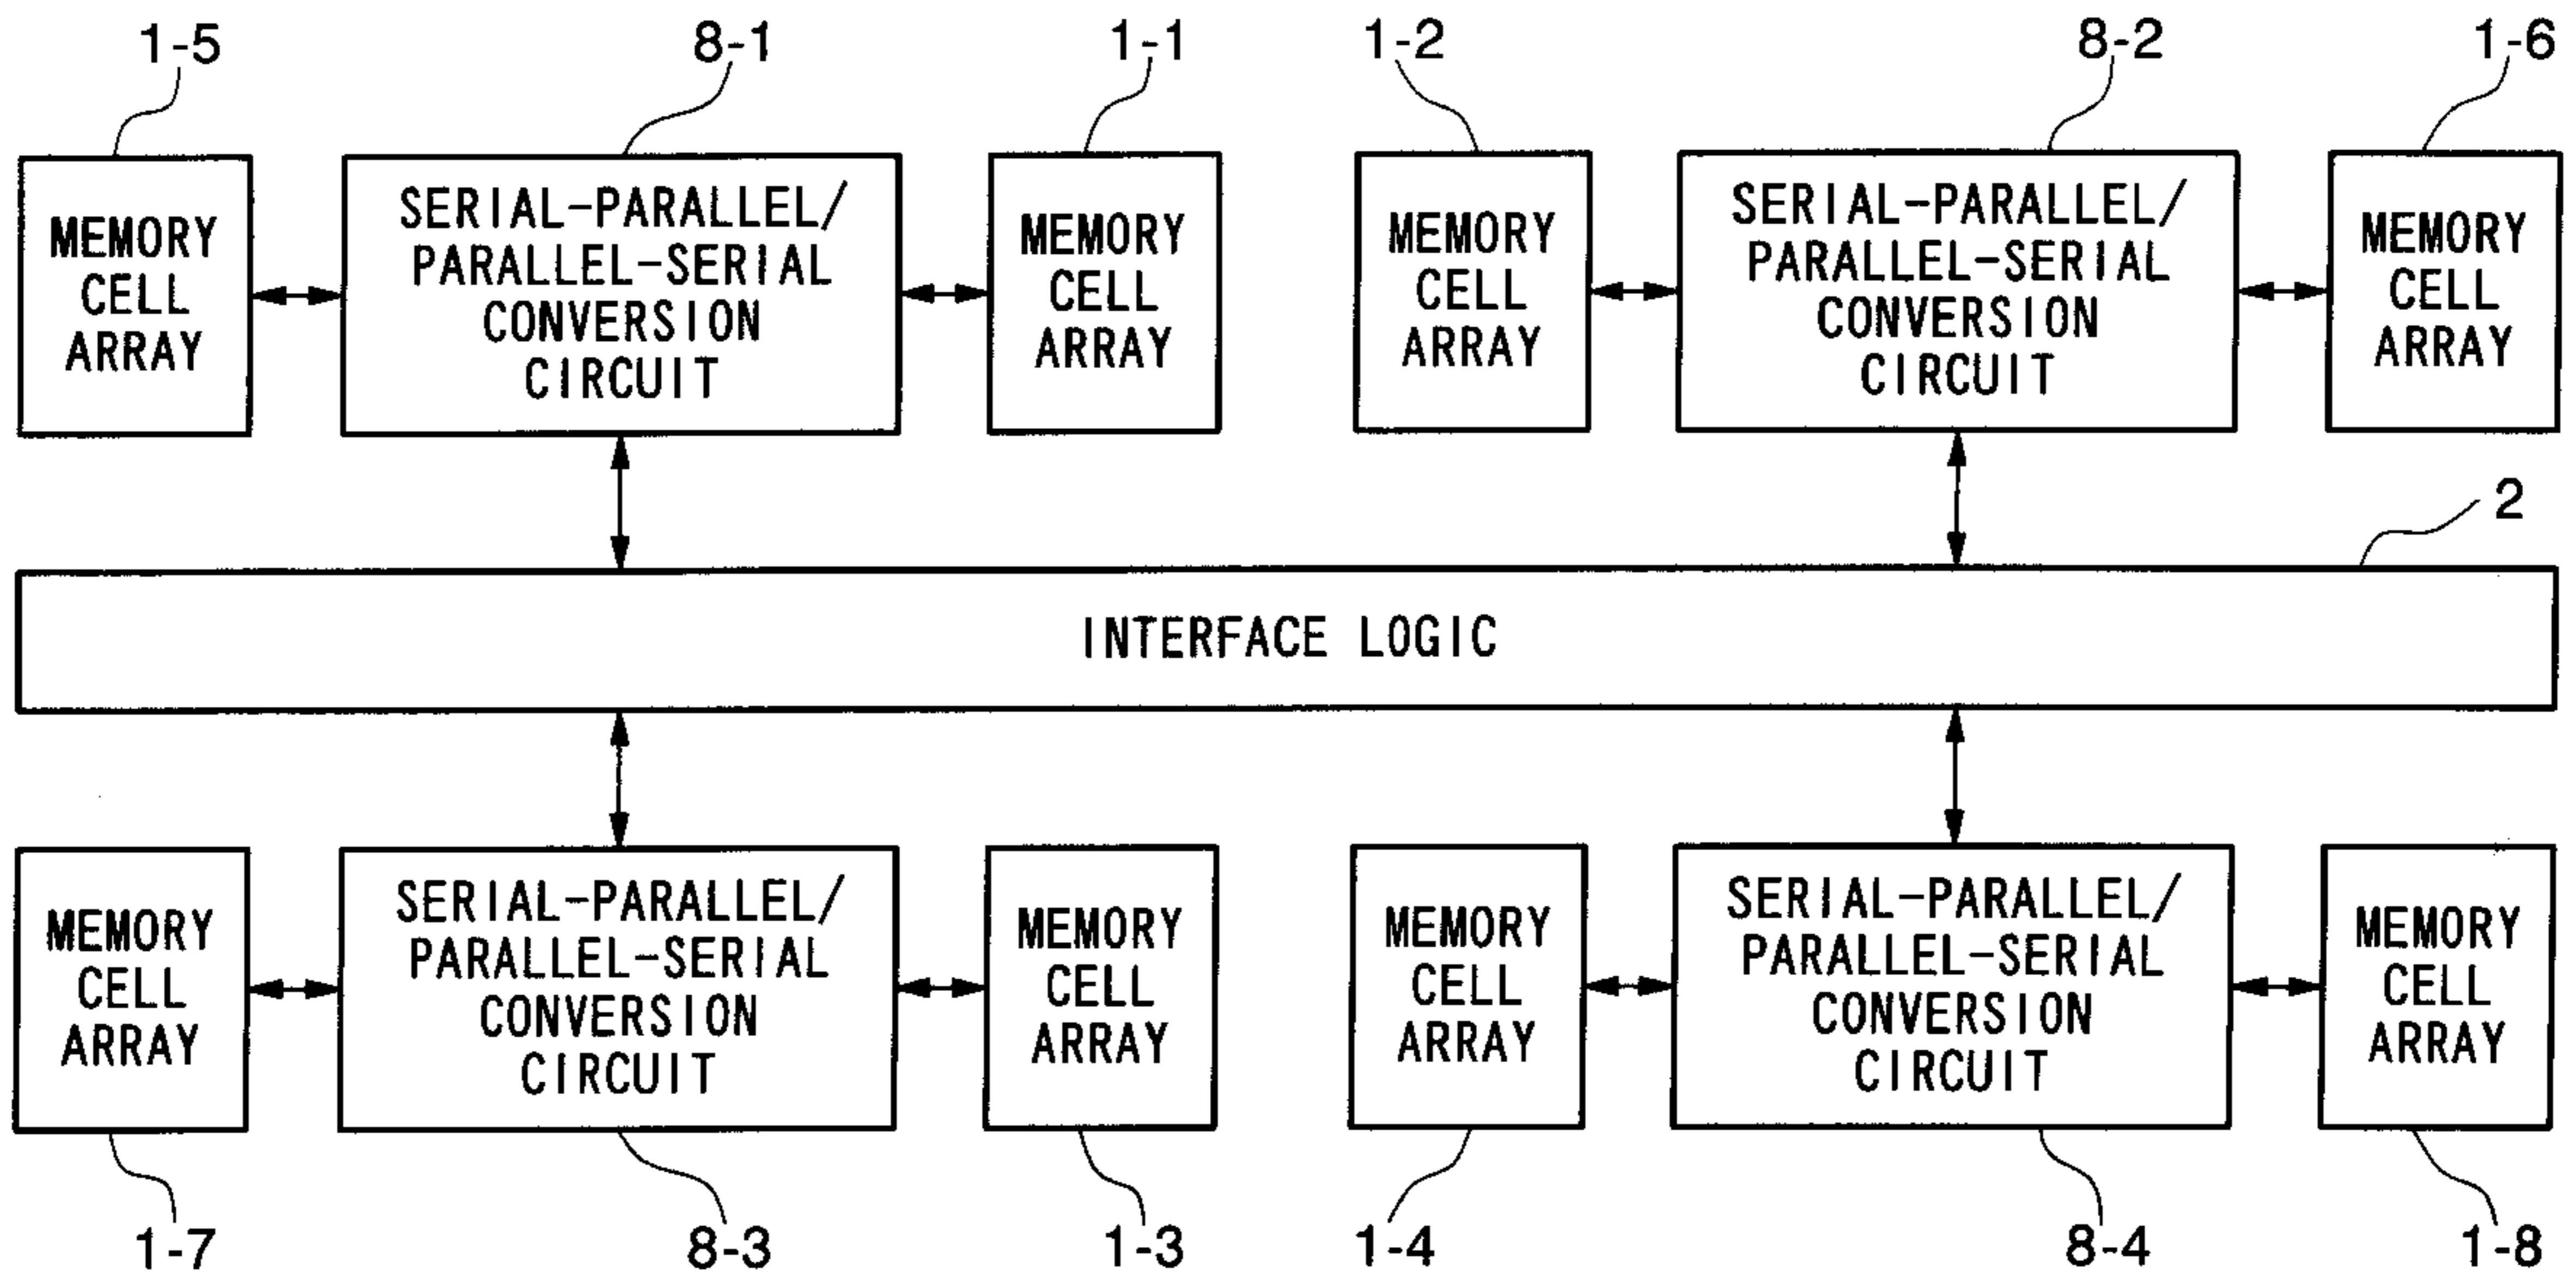 1-5
8-1
1-1
1-2
8-2
1-6
MEMORY
CELL
ARRAY
SERIAL-PARALLEL/
PARALLEL-SERIAL
CONVERSION
CIRCUIT
MEMORY
CELL
ARRAY
MEMORY
CELL
ARRAY
SERIAL-PARALLEL/
PARALLEL-SERIAL
CONVERSION
CIRCUIT
MEMORY
CELL
ARRAY
2
INTERFACE LOGIC
MEMORY
CELL
ARRAY
SERIAL-PARALLEL/
PARALLEL-SERIAL
CONVERSION
CIRCUIT
MEMORY
CELL
ARRAY
MEMORY
CELL
ARRAY
SERIAL-PARALLEL/
PARALLEL-SERIAL
CONVERSION
CIRCUIT
MEMORY
CELL
ARRAY
1-7
8-3
1-3
1-4
8-4
1-8